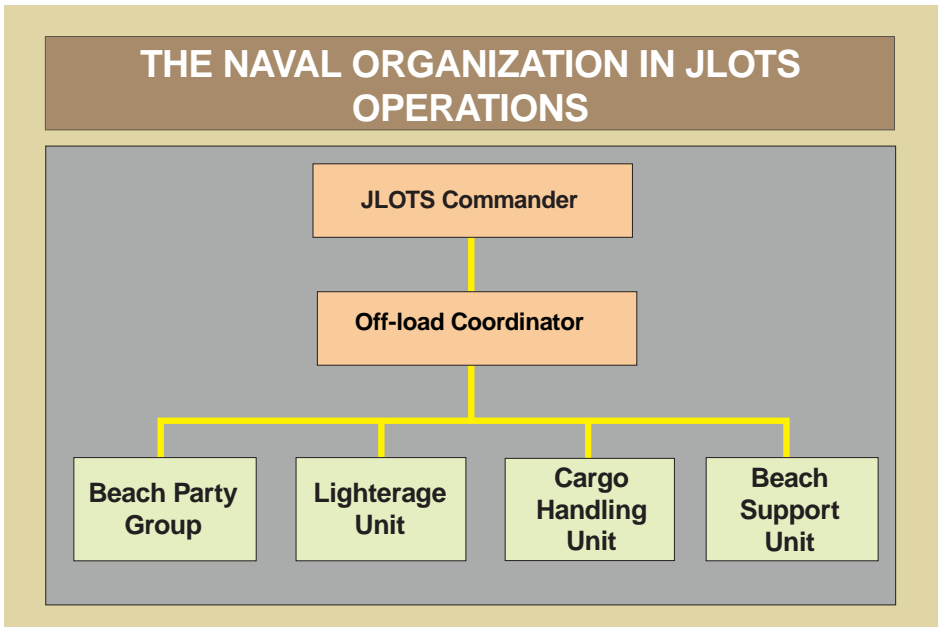 THE NAVAL ORGANIZATION IN JLOTS
OPERATIONS
JLOTS Commander
Off-load Coordinator
Beach Party
Group
Lighterage
Unit
Cargo
Handling
Unit
Beach
Support
Unit